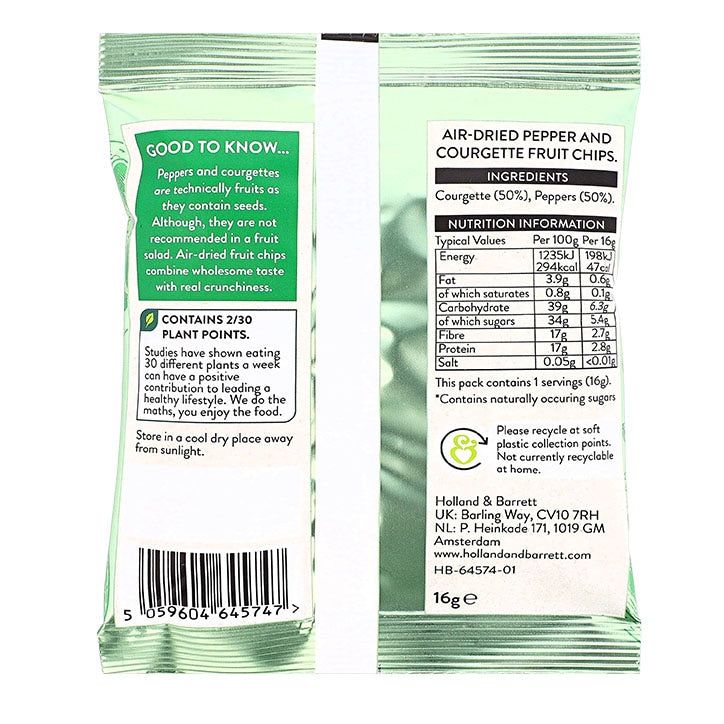 GOOD TO KNOW...
Peppers and courgettes
are technically fruits as
they contain seeds.
Although, they are not
recommended in a fruit
salad. Air-dried fruit chips
combine wholesome taste
with real crunchiness.
CONTAINS 2/30
PLANT POINTS.
Studies have shown eating
30 different plants a week
can have a positive
contribution to leading a
healthy lifestyle. We do the
maths, you enjoy the food.
Store in a cool dry place away
from sunlight.
5 059604 645747 >
AIR-DRIED PEPPER AND
COURGETTE FRUIT CHIPS.
INGREDIENTS
Courgette (50%), Peppers (50%).
NUTRITION INFORMATION
Typical Values Per 100g Per 16g
Energy 1235kJ 198kJ
294kcal 47cal
Fat 3.9g 0.6g
of which saturates 0.8g 0.1g
Carbohydrate 39g 6.3g
of which sugars 34g 5.4g
Fibre 17g 2.7g
Protein 17g 2.8g
Salt 0.05g <0.01g
This pack contains 1 servings (16g).
*Contains naturally occuring sugars
Please recycle at soft
plastic collection points.
Not currently recyclable
at home.
Holland & Barrett
UK: Barling Way, CV10 7RH
NL: P. Heinkade 171, 1019 GM
Amsterdam
www.hollandandbarrett.com
HB-64574-01
16g e